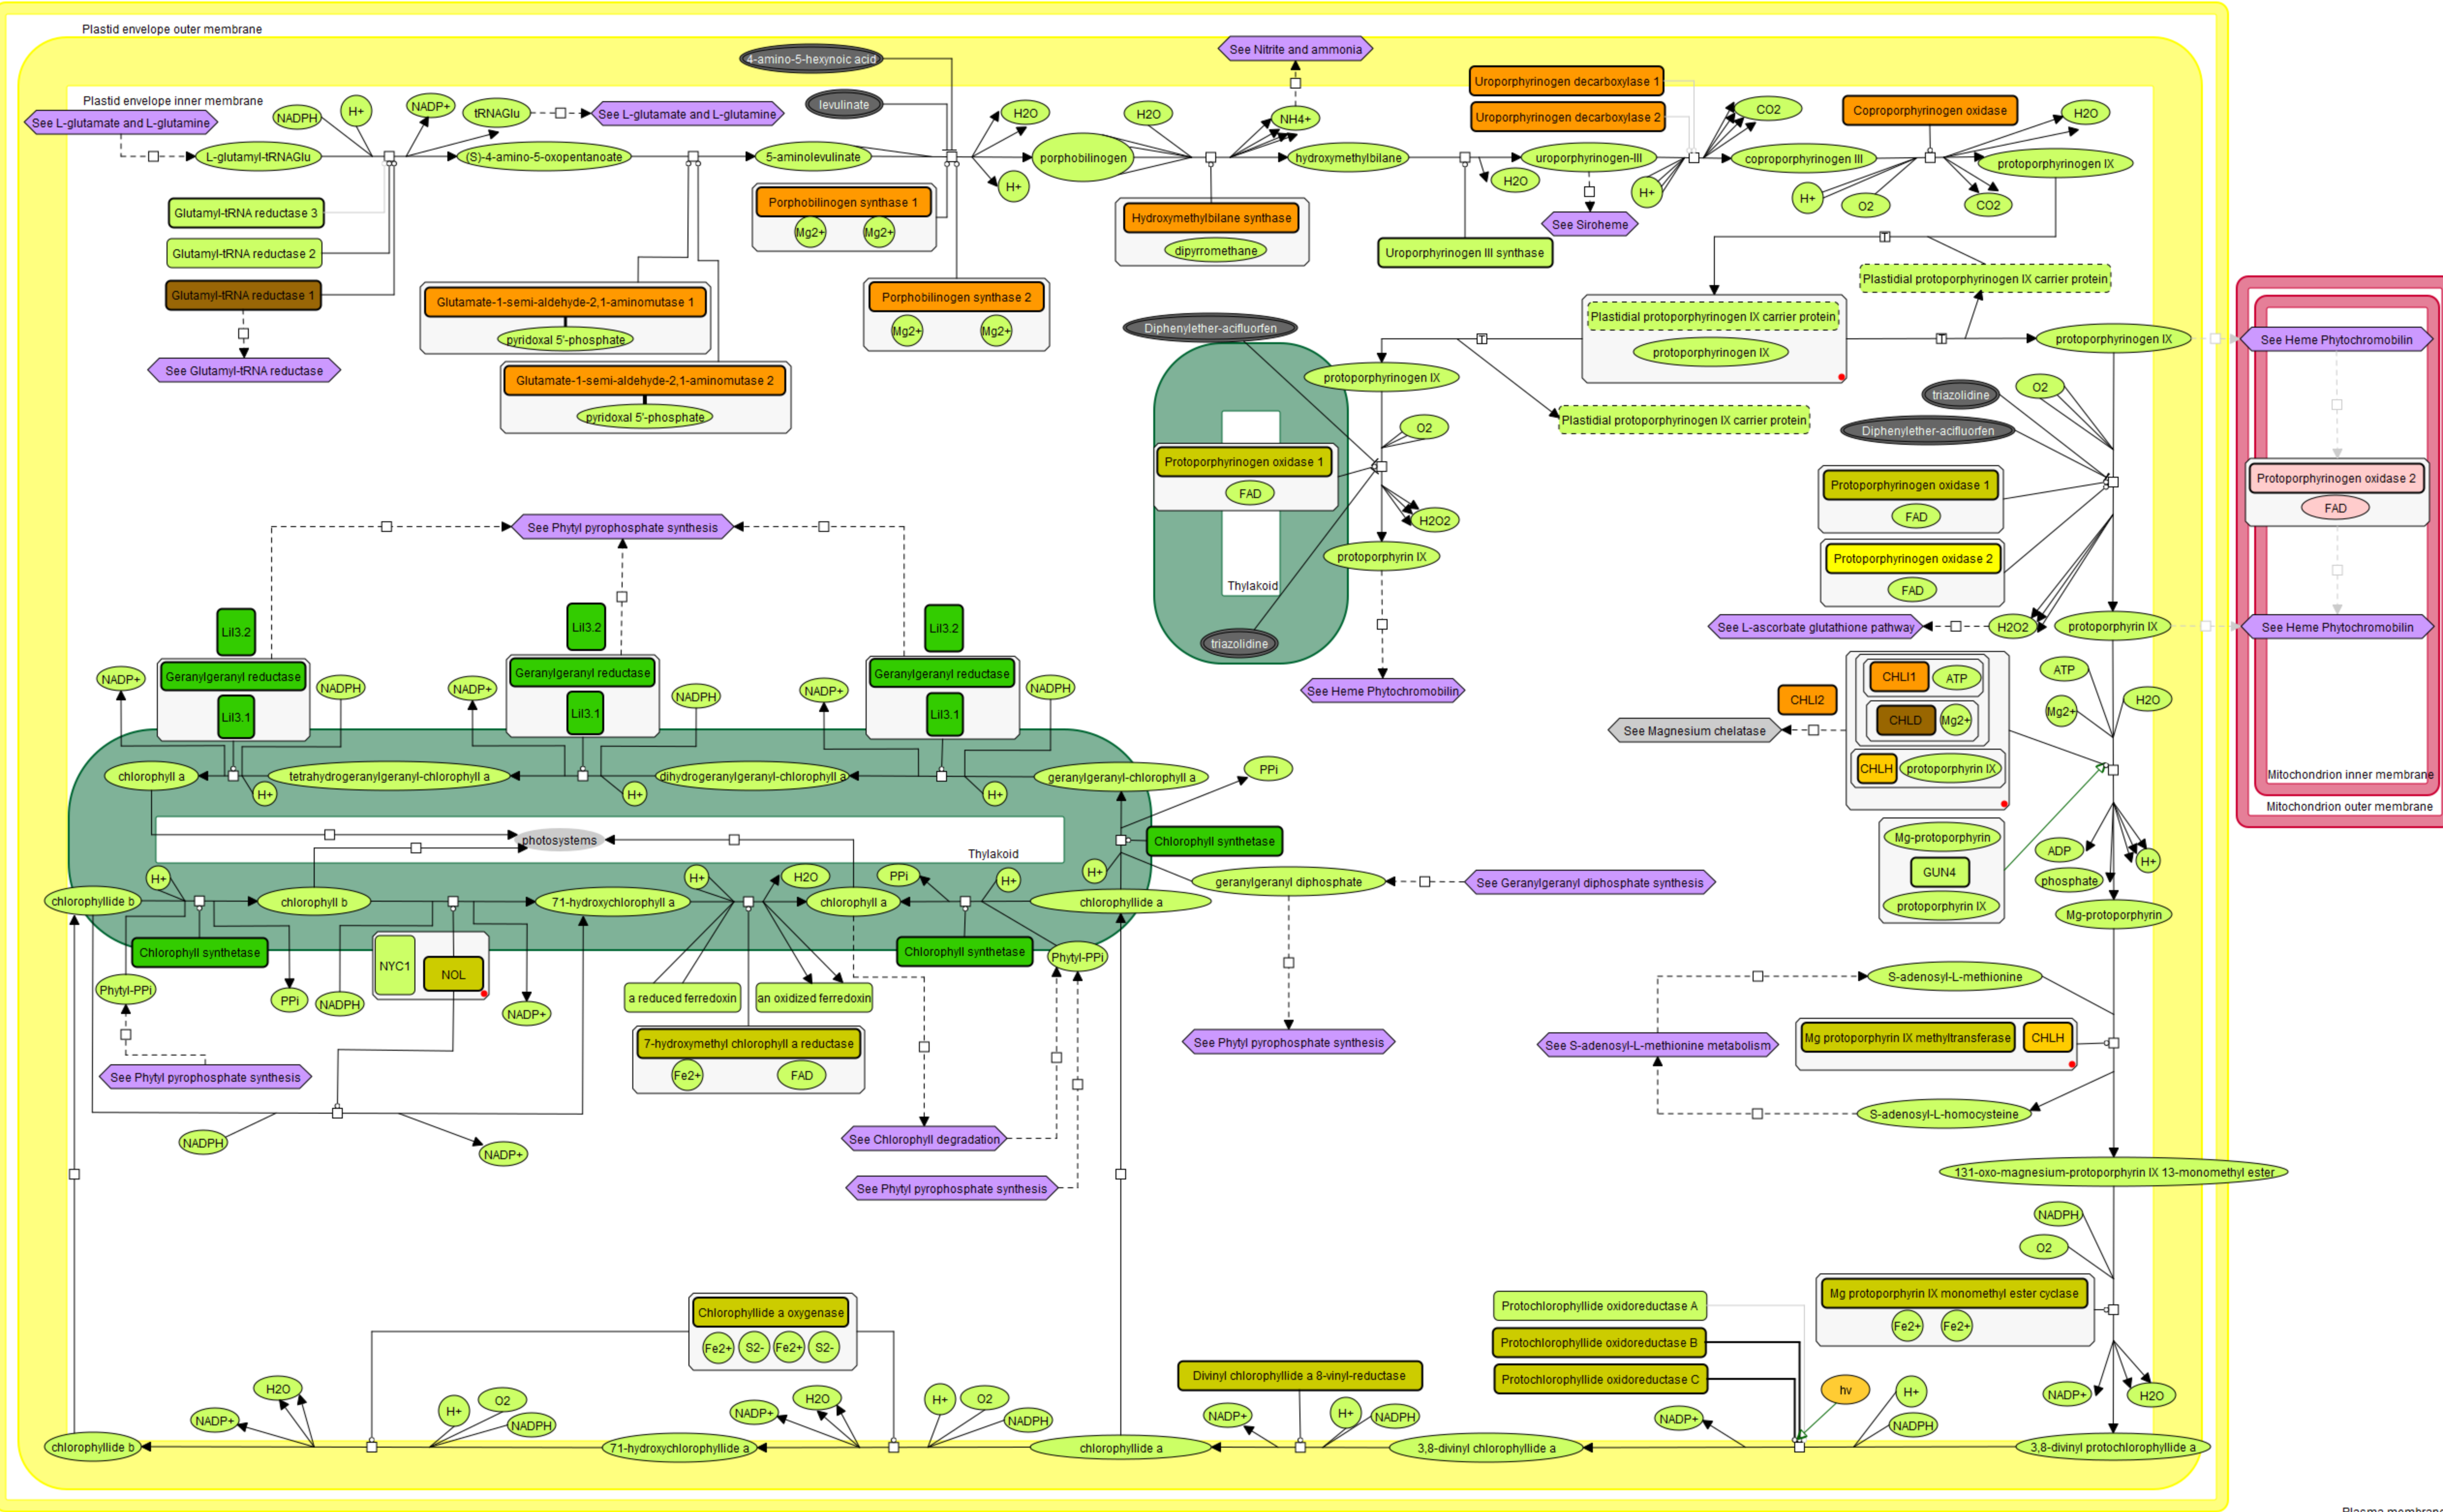 Plastid envelope outer membrane
Plastid envelope inner membrane
See L-glutamate and L-glutamine
NADPH
H+
NADP+
tRNAGlu
See L-glutamate and L-glutamine
4-amino-5-hexynoic acid
levulinate
See Nitrite and ammonia
L-glutamyl-tRNAGlu
(S)-4-amino-5-oxopentanoate
5-aminolevulinate
H2O
H+
porphobilinogen
H2O
NH4+
hydroxymethylbilane
H2O
uroporphyrinogen-III
Uroporphyrinogen decarboxylase 1
Uroporphyrinogen decarboxylase 2
CO2
H+
coproporphyrinogen III
Coproporphyrinogen oxidase
H2O
H+
O2
CO2
protoporphyrinogen IX
Glutamyl-tRNA reductase 3
Glutamyl-tRNA reductase 2
Glutamyl-tRNA reductase 1
See Glutamyl-tRNA reductase
Glutamate-1-semi-aldehyde-2,1-aminomutase 1
pyridoxal 5'-phosphate
Glutamate-1-semi-aldehyde-2,1-aminomutase 2
pyridoxal 5'-phosphate
Porphobilinogen synthase 1
Mg2+
Mg2+
Porphobilinogen synthase 2
Mg2+
Mg2+
Hydroxymethylbilane synthase
dipyrromethane
See Siroheme
Uroporphyrinogen III synthase
Plastidial protoporphyrinogen IX carrier protein
Plastidial protoporphyrinogen IX carrier protein
protoporphyrinogen IX
Diphenylether-acifluorfen
protoporphyrinogen IX
Plastidial protoporphyrinogen IX carrier protein
protoporphyrinogen IX
See Heme Phytochromobilin
O2
Protoporphyrinogen oxidase 1
FAD
H2O2
protoporphyrin IX
Thylakoid
triazolidine
See Heme Phytochromobilin
O2
triazolidine
Diphenylether-acifluorfen
Protoporphyrinogen oxidase 1
FAD
Protoporphyrinogen oxidase 2
FAD
Protoporphyrinogen oxidase 2
FAD
See L-ascorbate glutathione pathway
H2O2
protoporphyrin IX
See Heme Phytochromobilin
Mitochondrion inner membrane
Mitochondrion outer membrane
See Phytyl pyrophosphate synthesis
Lil3.2
Geranylgeranyl reductase
Lil3.1
Lil3.2
Geranylgeranyl reductase
Lil3.1
Lil3.2
Geranylgeranyl reductase
Lil3.1
NADP+
NADPH
NADP+
NADPH
NADP+
NADPH
chlorophyll a
H+
tetrahydrogeranylgeranyl-chlorophyll a
H+
dihydrogeranylgeranyl-chlorophyll a
H+
geranylgeranyl-chlorophyll a
PPi
photosystems
Thylakoid
Chlorophyll synthetase
H+
geranylgeranyl diphosphate
See Geranylgeranyl diphosphate synthesis
CHLI2
See Magnesium chelatase
CHLI1
ATP
CHLD
Mg2+
CHLH
protoporphyrin IX
ATP
Mg2+
H2O
Mg-protoporphyrin
GUN4
protoporphyrin IX
ADP
phosphate
H+
Mg-protoporphyrin
chlorophyllide b
H+
chlorophyll b
71-hydroxychlorophyll a
H+
H2O
chlorophyll a
PPi
H+
chlorophyllide a
Chlorophyll synthetase
Phytyl-PPi
PPi
NADPH
NYC1
NOL
NADP+
a reduced ferredoxin
an oxidized ferredoxin
7-hydroxymethyl chlorophyll a reductase
Fe2+
FAD
Chlorophyll synthetase
Phytyl-PPi
See Phytyl pyrophosphate synthesis
NADPH
NADP+
See Chlorophyll degradation
See Phytyl pyrophosphate synthesis
See Phytyl pyrophosphate synthesis
S-adenosyl-L-methionine
See S-adenosyl-L-methionine metabolism
Mg protoporphyrin IX methyltransferase
CHLH
S-adenosyl-L-homocysteine
131-oxo-magnesium-protoporphyrin IX 13-monomethyl ester
NADPH
O2
Mg protoporphyrin IX monomethyl ester cyclase
Fe2+
Fe2+
NADP+
H2O
Chlorophyllide a oxygenase
Fe2+
S2-
Fe2+
S2-
Protochlorophyllide oxidoreductase A
Protochlorophyllide oxidoreductase B
Protochlorophyllide oxidoreductase C
Divinyl chlorophyllide a 8-vinyl-reductase
hv
H+
NADPH
NADP+
H+
NADPH
NADP+
H+
O2
NADPH
H2O
NADP+
H+
O2
NADPH
H2O
NADP+
chlorophyllide b
71-hydroxychlorophyllide a
chlorophyllide a
3,8-divinyl chlorophyllide a
3,8-divinyl protochlorophyllide a